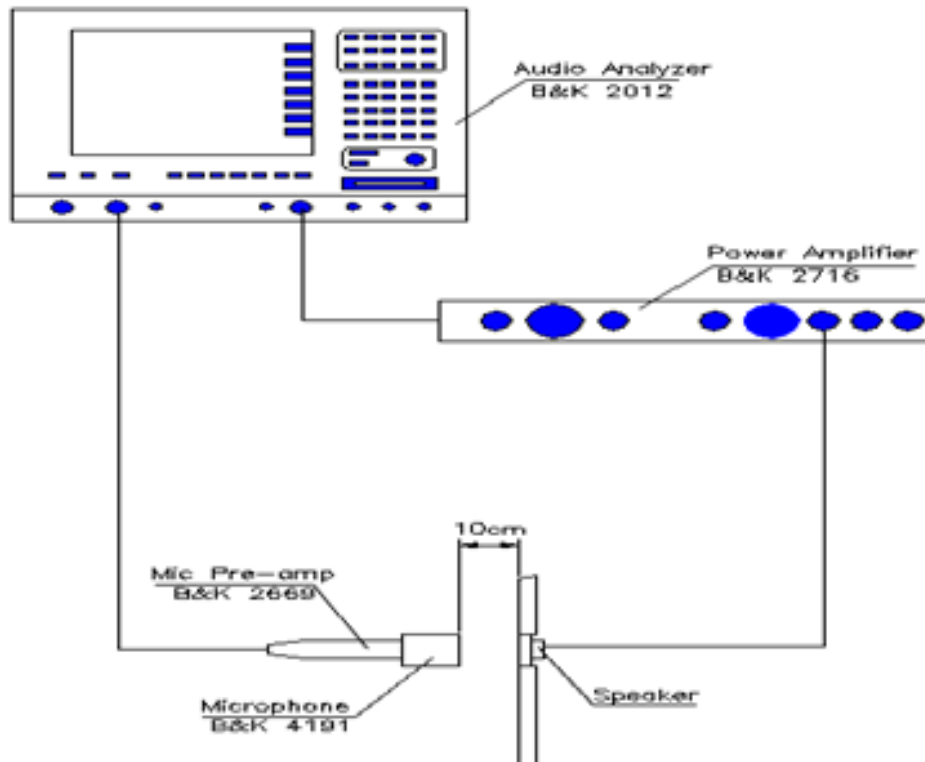 Audio Analyzer
B&K 2012
Power Amplifier
B&K 2716
10cm
Mic Pre-amp
B&K 2669
Microphone
B&K 4191
Speaker